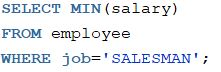 SELECT MIN(salary)
FROM employee
WHERE job='SALESMAN';